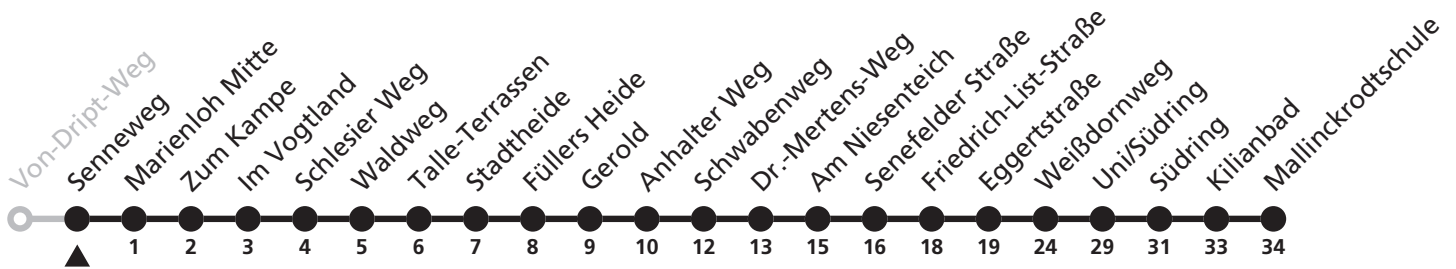 Von-Dript-Weg
Senneweg
Marienloh Mitte
Zum Kampe
Im Vogtland
Schlesier Weg
Waldweg
Talle-Terrassen
Stadtheide
Füllers Heide
Gerold
Anhalter Weg
Schwabenweg
Dr.-Mertens-Weg
Am Niesenteich
Senefelder Straße
Friedrich-List-Straße
Eggertstraße
Weißdornweg
Uni/Südring
Südring
Kilianbad
Mallinckrodtschule
1 2 3 4 5 6 7 8 9 10 12 13 15 16 18 19 24 29 31 33 34